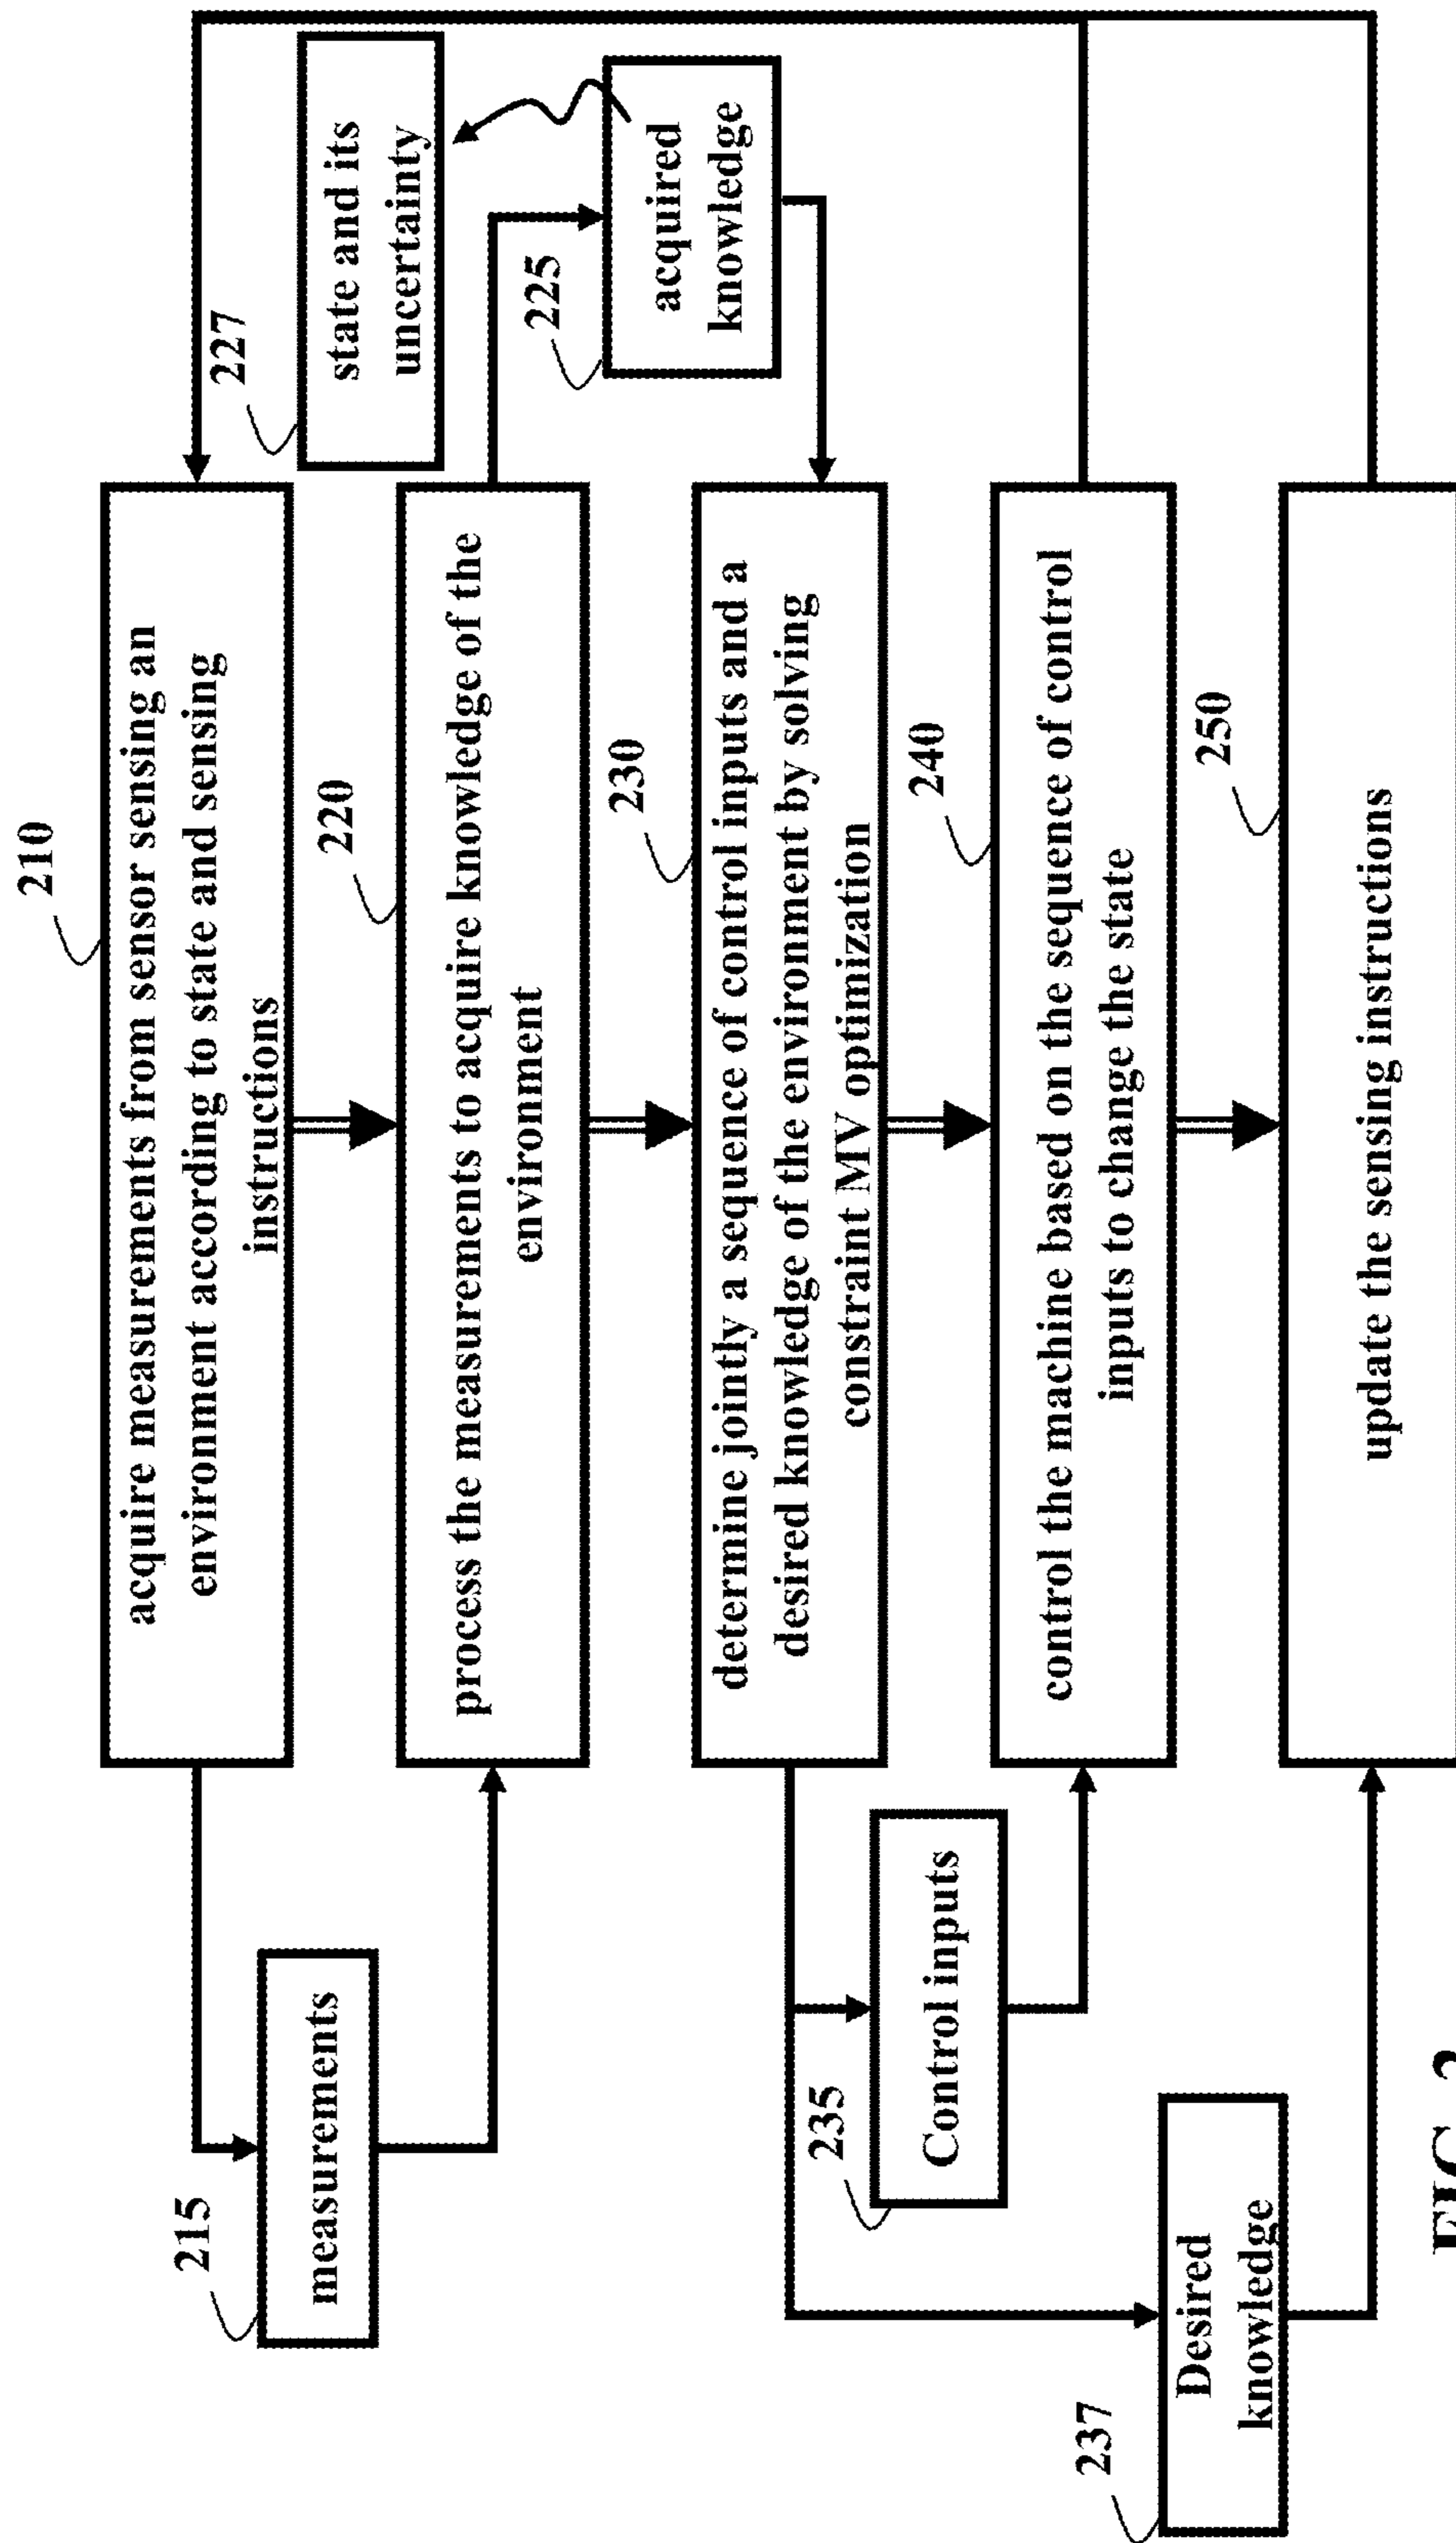 210
acquire measurements from sensor sensing an
environment according to state and sensing
instructions
215
measurements
227
state and its
uncertainty
220
process the measurements to acquire knowledge of the
environment
225
acquired
knowledge
230
determine jointly a sequence of control inputs and a
desired knowledge of the environment by solving
constraint MV optimization
235
Control inputs
240
control the machine based on the sequence of control
inputs to change the state
237
Desired
knowledge
250
update the sensing instructions
FIG. 2